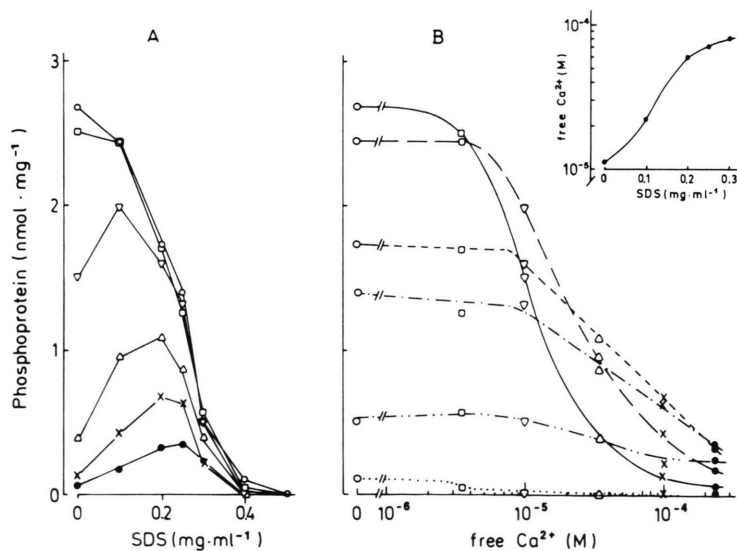 A
B
3
2
1
0
Phosphoprotein (nmol · mg⁻¹)
0
0.2
0.4
SDS (mg·ml⁻¹)
0
10⁻⁶
10⁻⁵
10⁻⁴
free Ca²⁺ (M)
10⁻⁴
10⁻⁵
free Ca²⁺ (M)
0
0.1
0.2
0.3
SDS (mg·ml⁻¹)